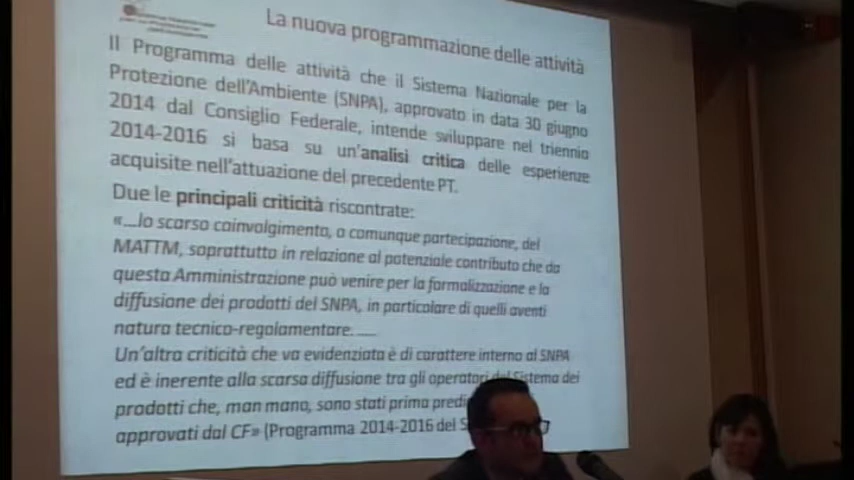 La nuova programmazione delle attività
Il Programma delle attività che il Sistema Nazionale per la
Protezione dell'Ambiente (SNPA), approvato in data 30 giugno
2014 dal Consiglio Federale, intende sviluppare nel triennio
2014-2016 si basa su un'analisi critica delle esperienze
acquisite nell'attuazione del precedente PT.
Due le principali criticità riscontrate:
«...lo scarso coinvolgimento, o comunque partecipazione, del
MATTM, soprattutto in relazione al potenziale contributo che da
questa Amministrazione può venire per la formalizzazione e la
diffusione dei prodotti del SNPA, in particolare di quelli aventi
natura tecnico-regolamentare. ....
Un'altra criticità che va evidenziata è di carattere interno al SNPA
ed è inerente alla scarsa diffusione tra gli operatori del Sistema dei
prodotti che, man mano, sono stati prima
approvati dal CF» (Programma 2014-2016 del